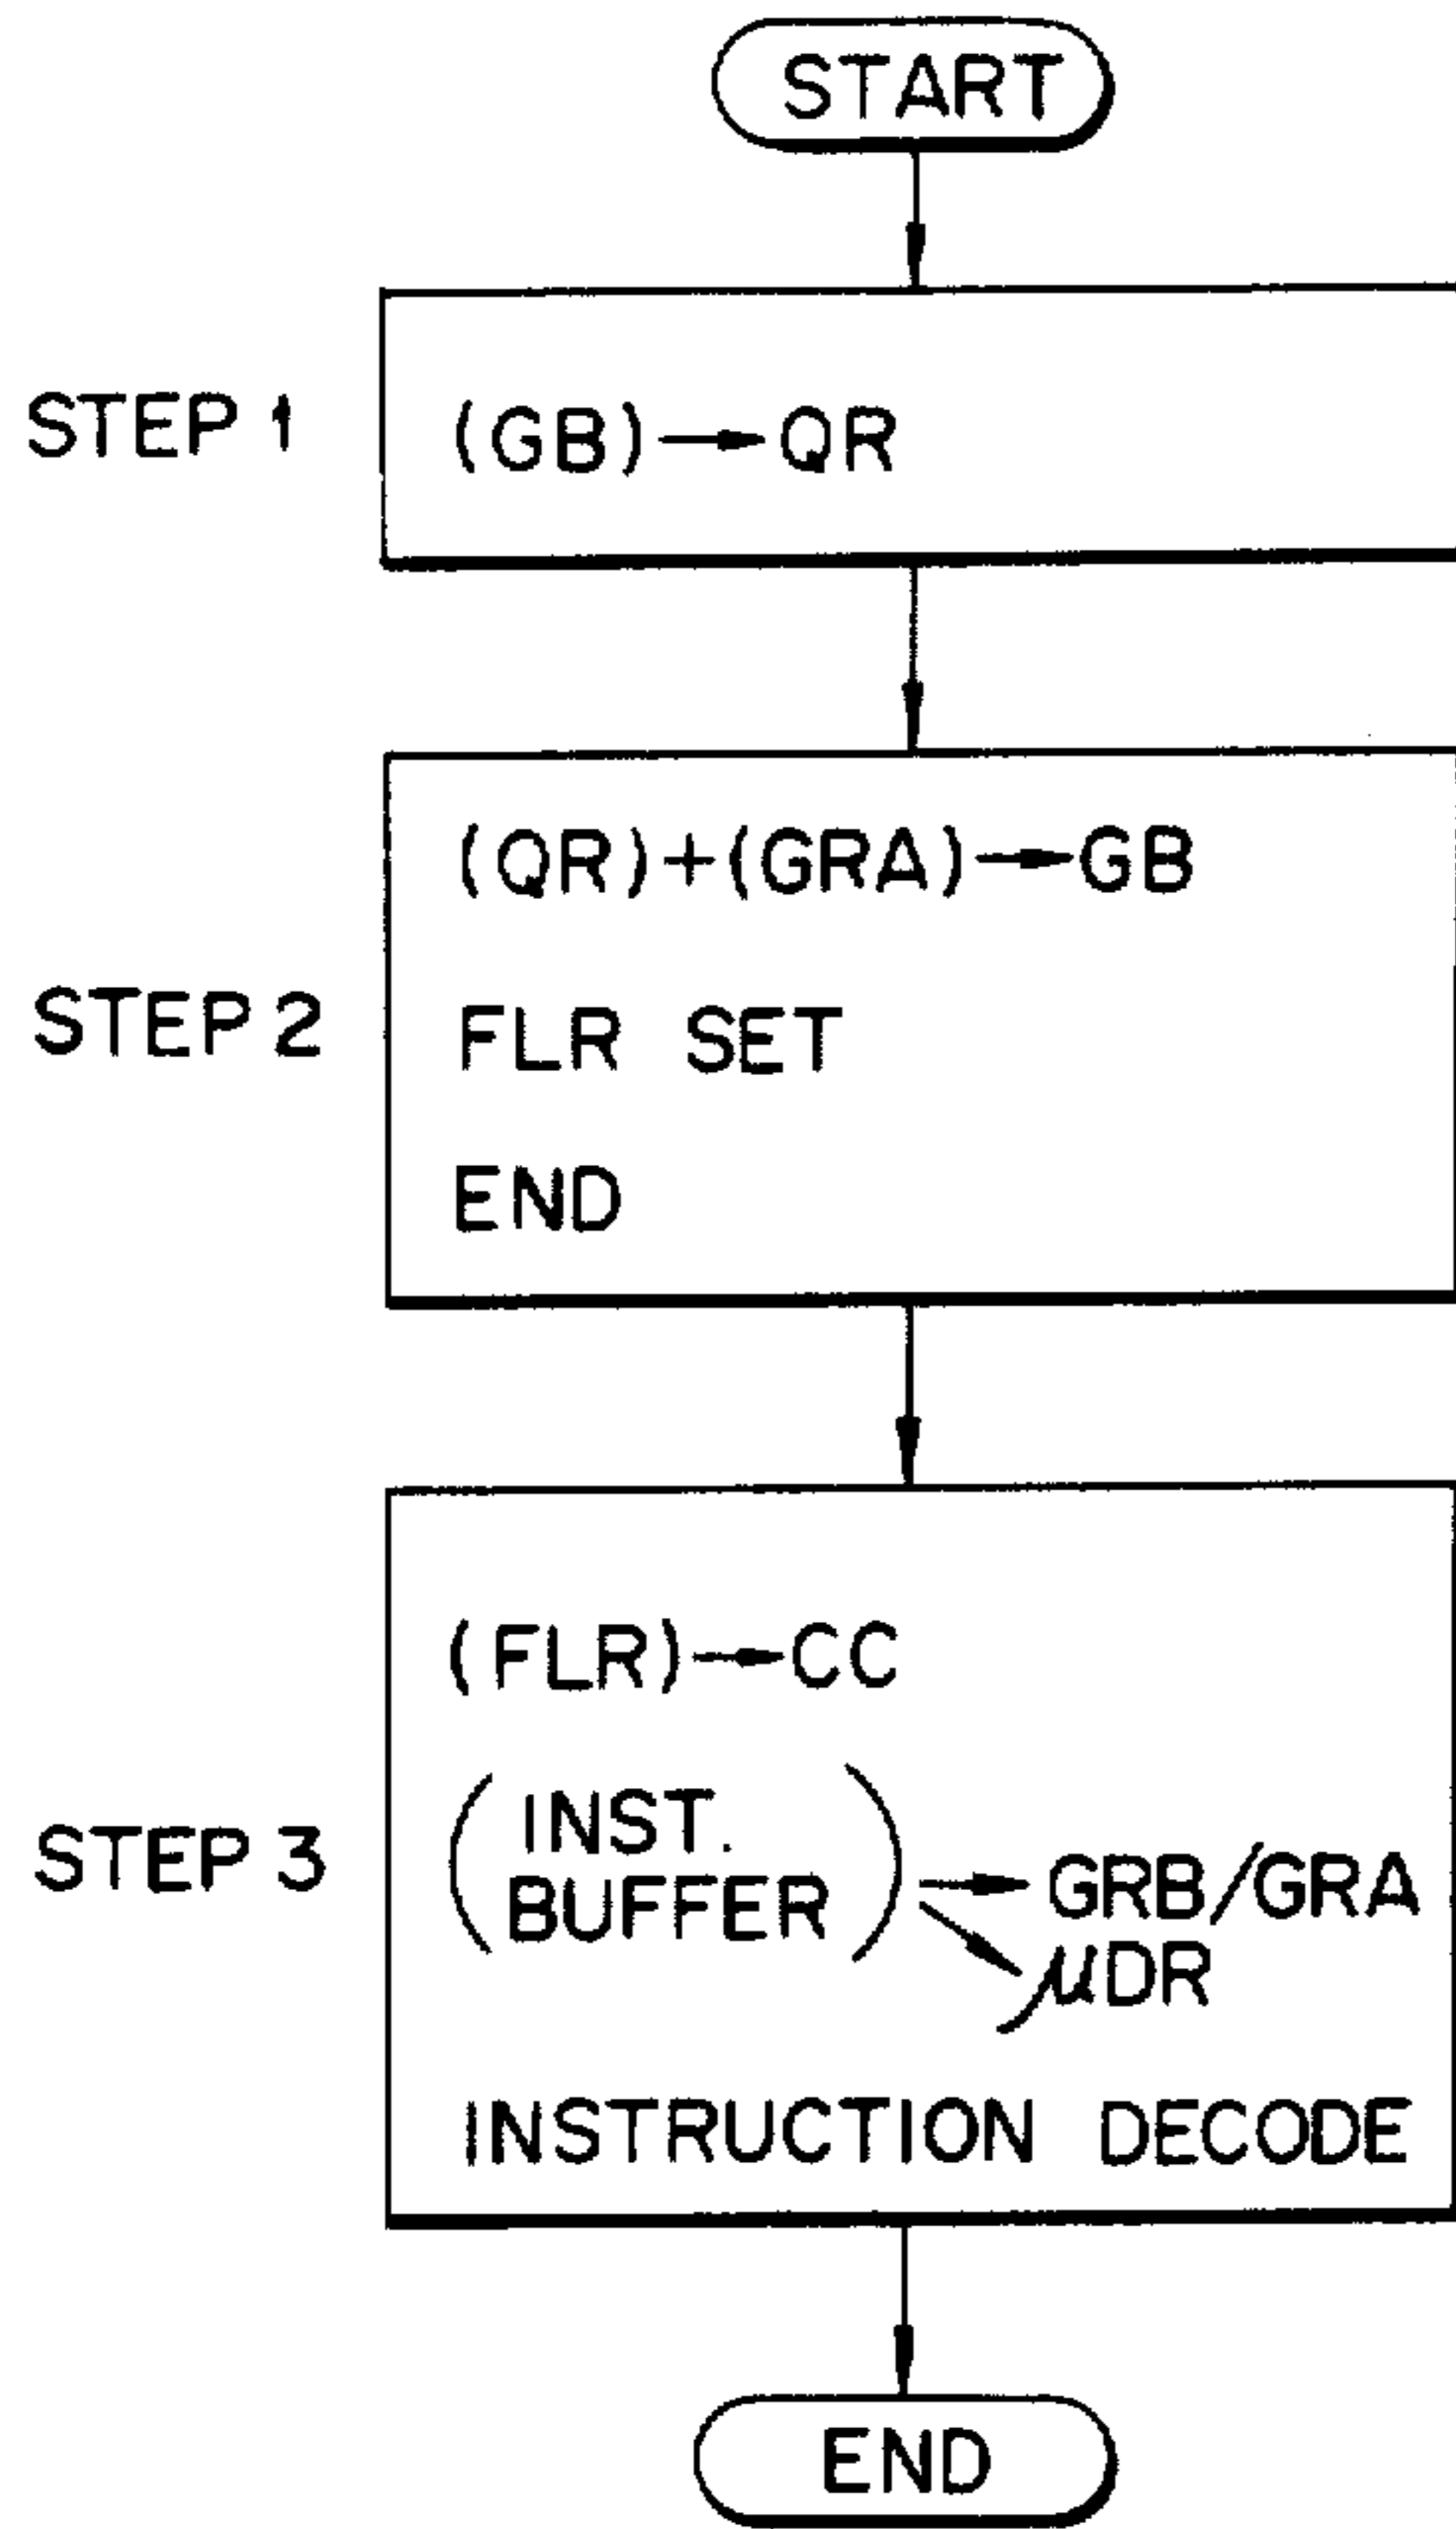 START
STEP 1
(GB)→QR
STEP 2
(QR)+(GRA)→GB
FLR SET
END
STEP 3
(FLR)→CC
(INST.
BUFFER)→GRB/GRA
μDR
INSTRUCTION DECODE
END